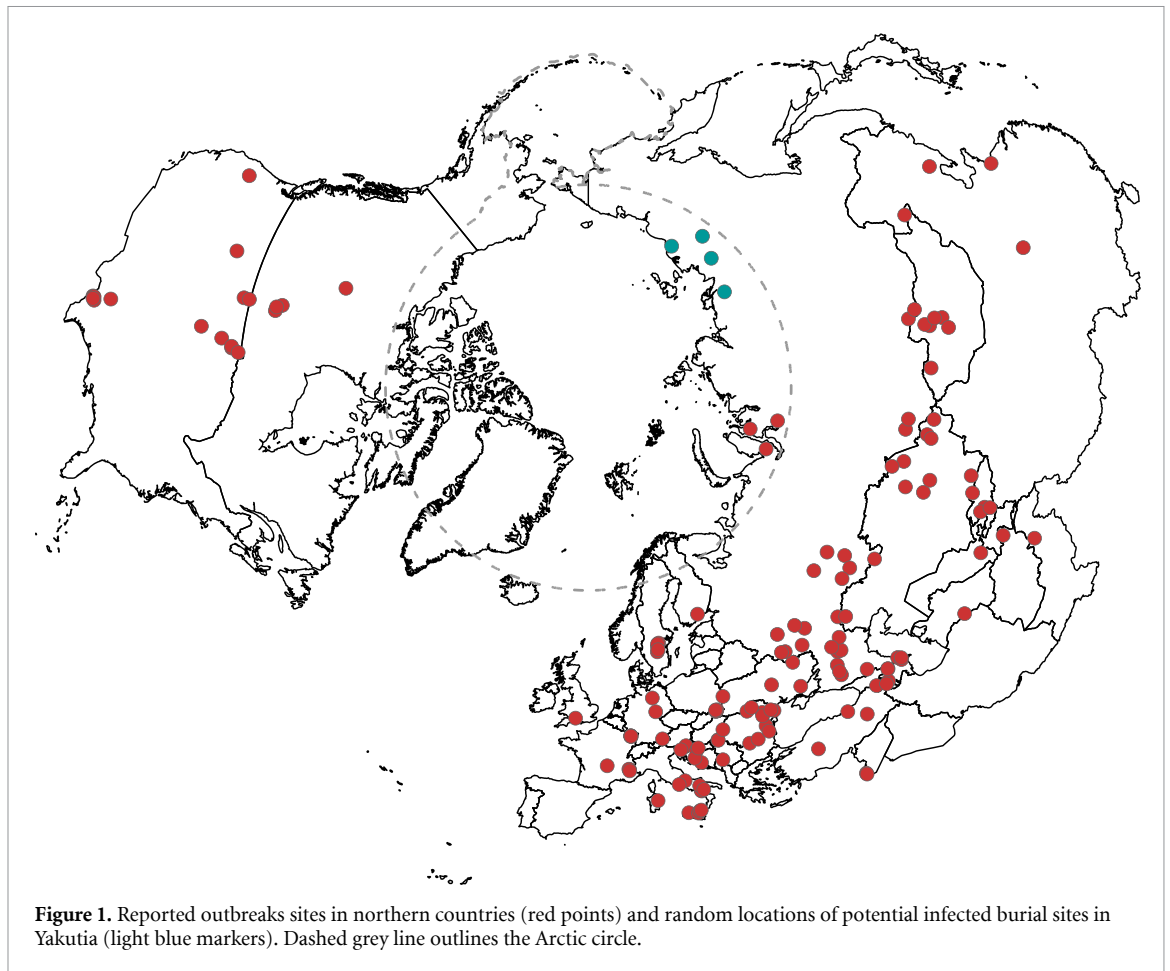 Figure 1. Reported outbreaks sites in northern countries (red points) and random locations of potential infected burial sites in
Yakutia (light blue markers). Dashed grey line outlines the Arctic circle.